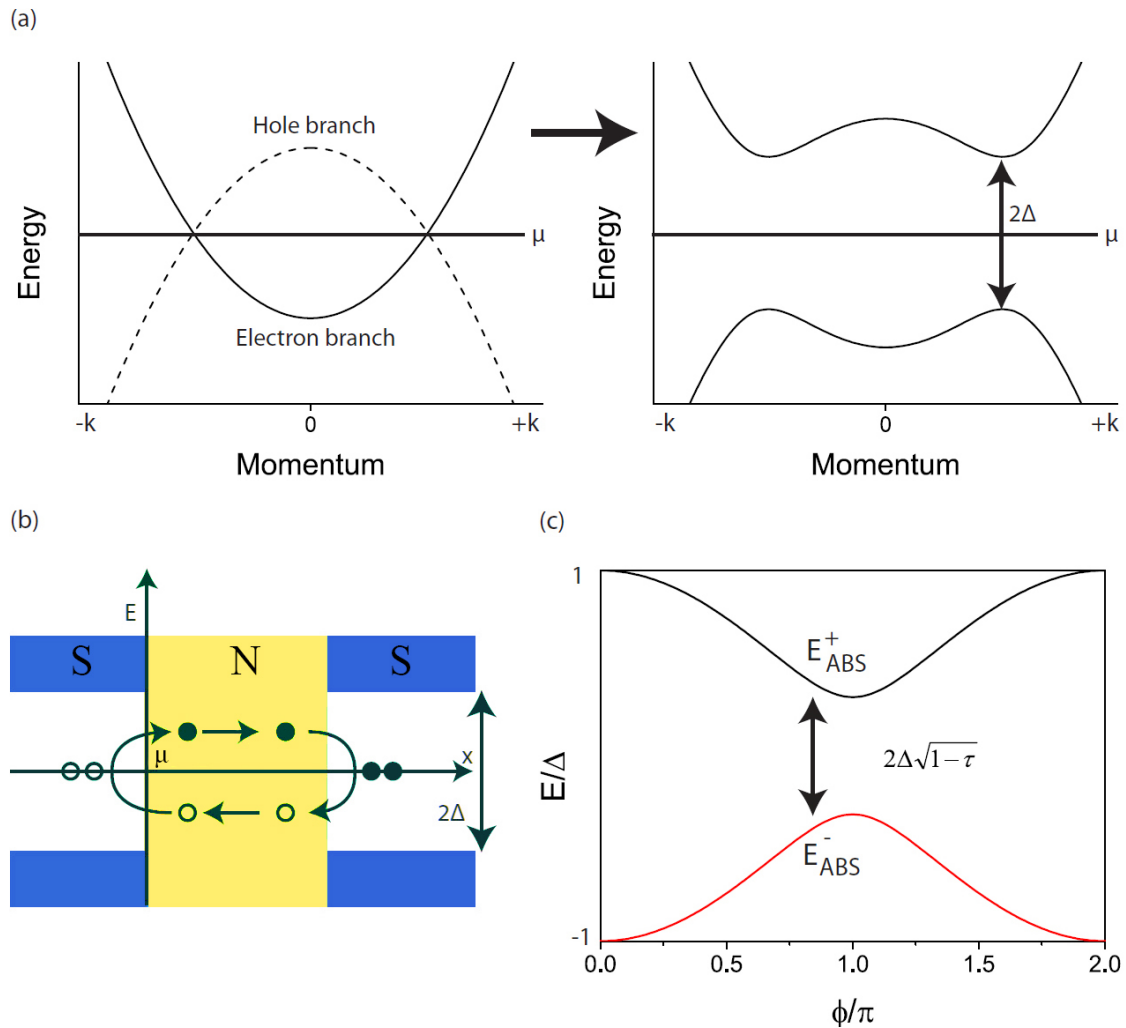 (a)
Hole branch
Electron branch
Energy
μ
-k
0
+k
Momentum
2Δ
Energy
μ
-k
0
+k
Momentum
(b)
E
S
N
S
μ
x
2Δ
(c)
1
E⁺ABS
2Δ√1−τ
E⁻ABS
E/Δ
-1
0.0
0.5
1.0
1.5
2.0
ϕ/π